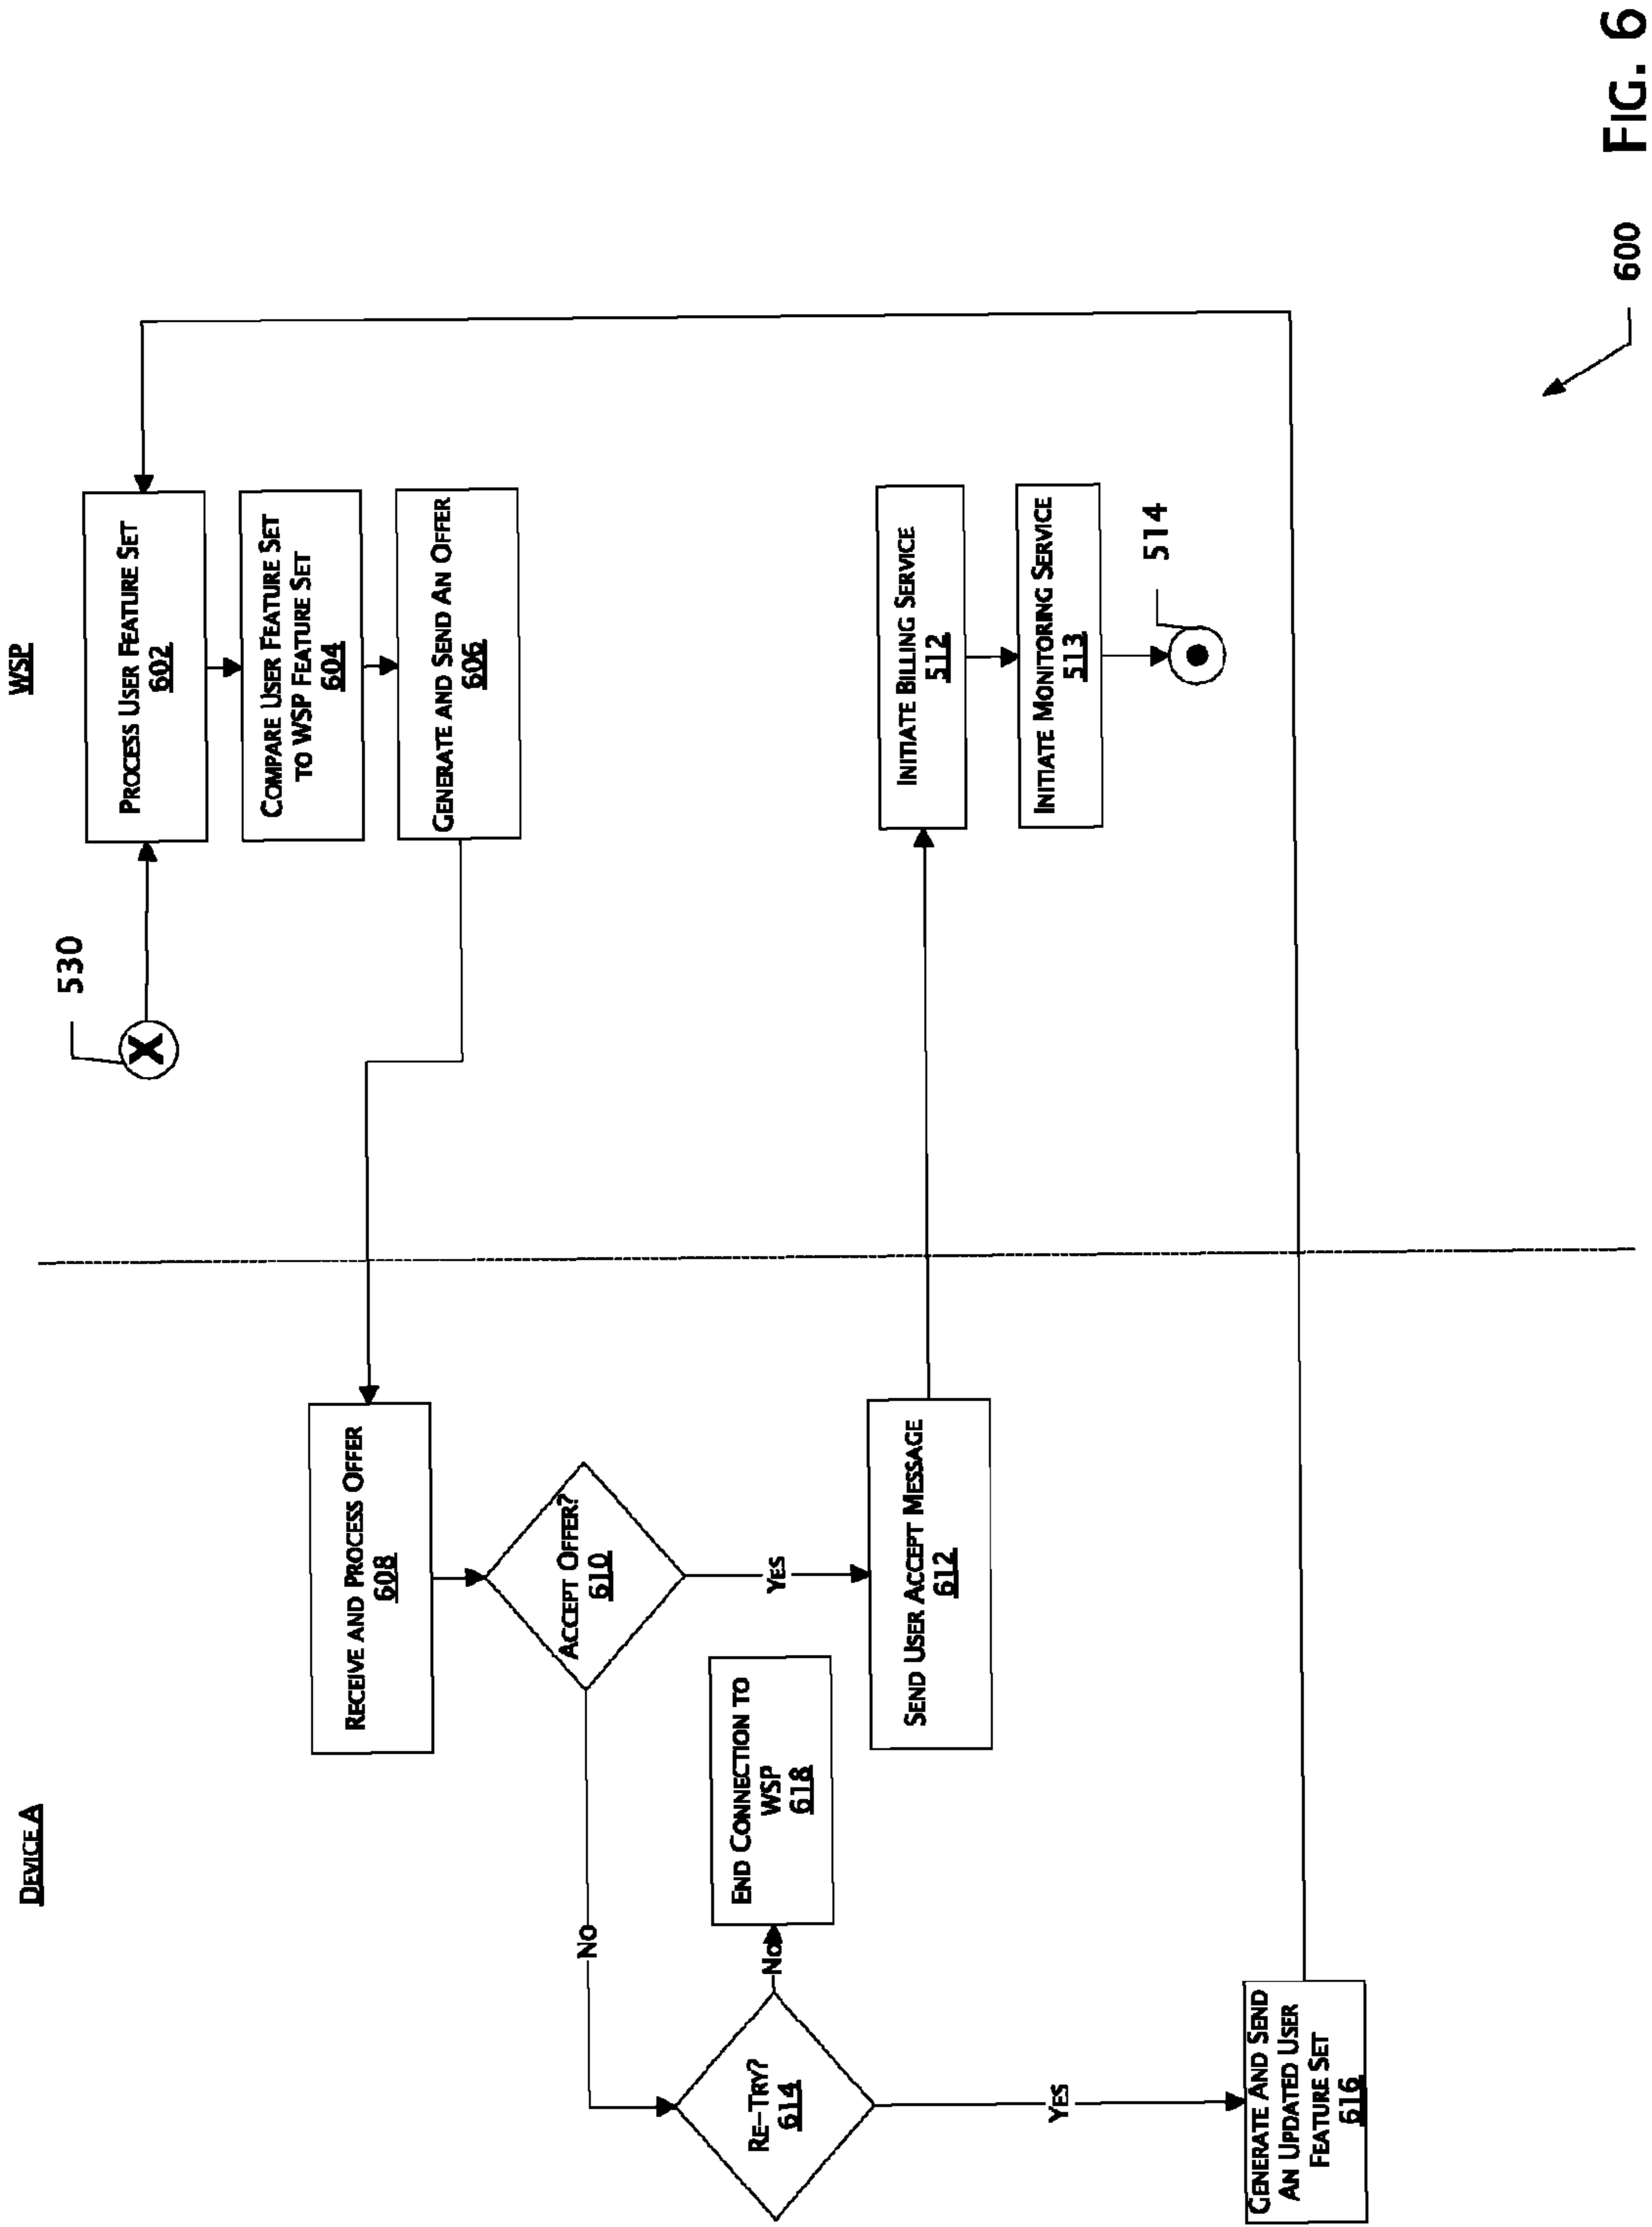 DEVICE A
WSP
530
X
PROCESS USER FEATURE SET
602
COMPARE USER FEATURE SET
TO WSP FEATURE SET
604
GENERATE AND SEND AN OFFER
606
RECEIVE AND PROCESS OFFER
608
ACCEPT OFFER?
610
NO
YES
RE-TRY?
614
NO
END CONNECTION TO
WSP
618
SEND USER ACCEPT MESSAGE
612
INITIATE BILLING SERVICE
512
INITIATE MONITORING SERVICE
513
514
YES
GENERATE AND SEND
AN UPDATED USER
FEATURE SET
616
600
FIG. 6